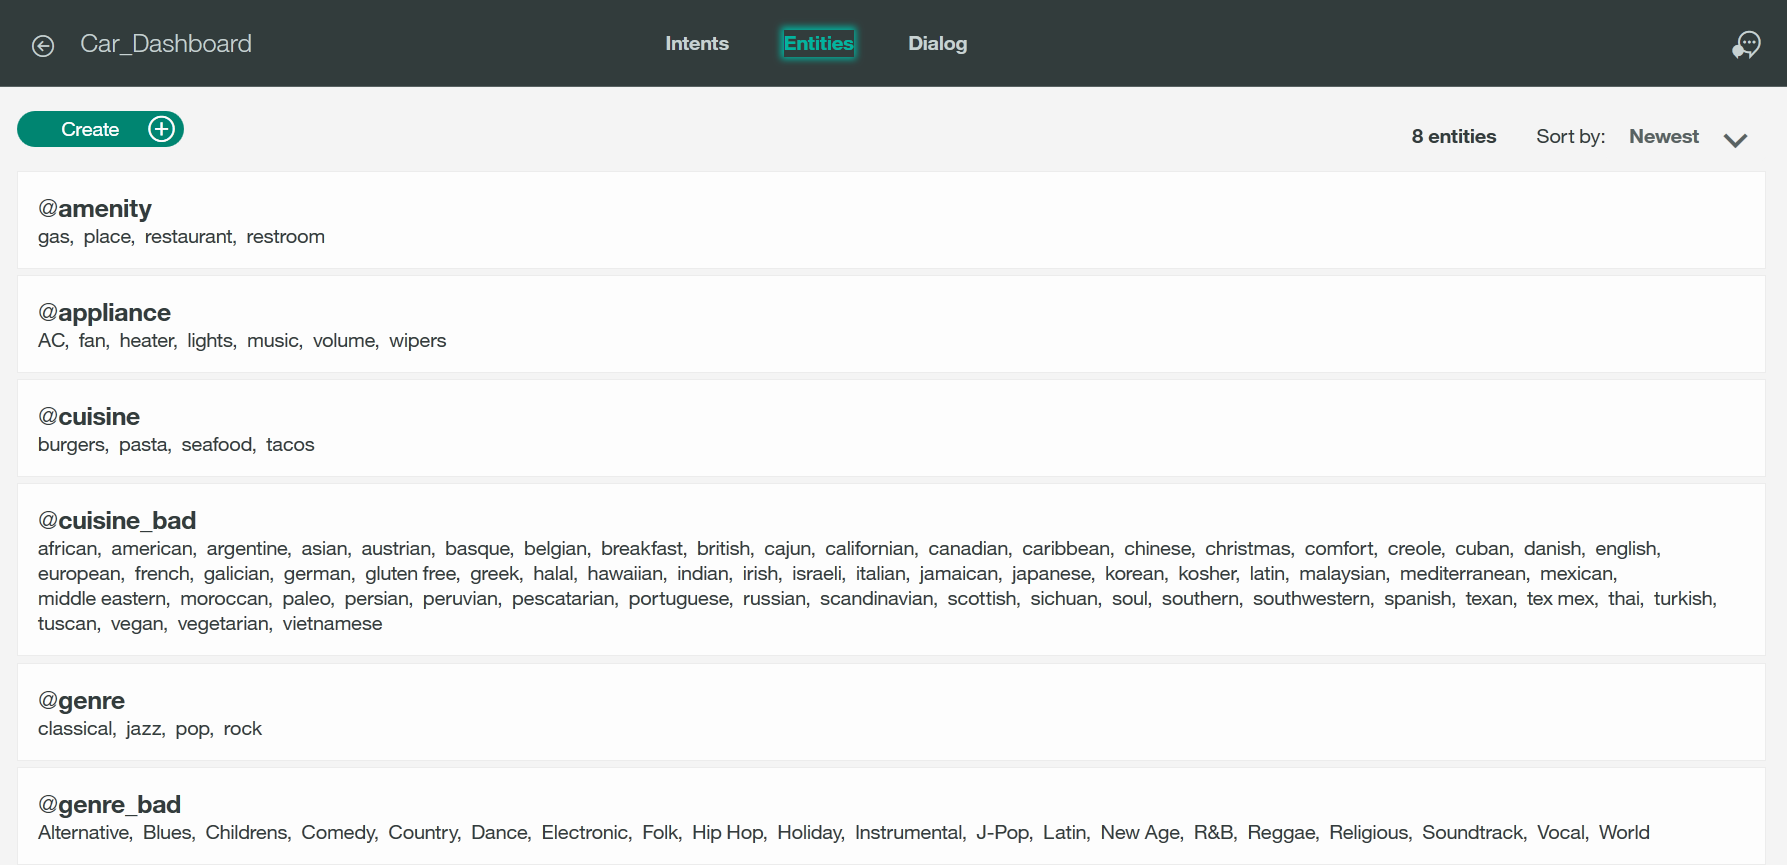 Car_Dashboard Intents Entities Dialog
Create 8 entities Sort by: Newest
@amenity
gas, place, restaurant, restroom
@appliance
AC, fan, heater, lights, music, volume, wipers
@cuisine
burgers, pasta, seafood, tacos
@cuisine_bad
african, american, argentine, asian, austrian, basque, belgian, breakfast, british, cajun, californian, canadian, caribbean, chinese, christmas, comfort, creole, cuban, danish, english,
european, french, galician, german, gluten free, greek, halal, hawaiian, indian, irish, israeli, italian, jamaican, japanese, korean, kosher, latin, malaysian, mediterranean, mexican,
middle eastern, moroccan, paleo, persian, peruvian, pescatarian, portuguese, russian, scandinavian, scottish, sichuan, soul, southern, southwestern, spanish, texan, tex mex, thai, turkish,
tuscan, vegan, vegetarian, vietnamese
@genre
classical, jazz, pop, rock
@genre_bad
Alternative, Blues, Childrens, Comedy, Country, Dance, Electronic, Folk, Hip Hop, Holiday, Instrumental, J-Pop, Latin, New Age, R&B, Reggae, Religious, Soundtrack, Vocal, World